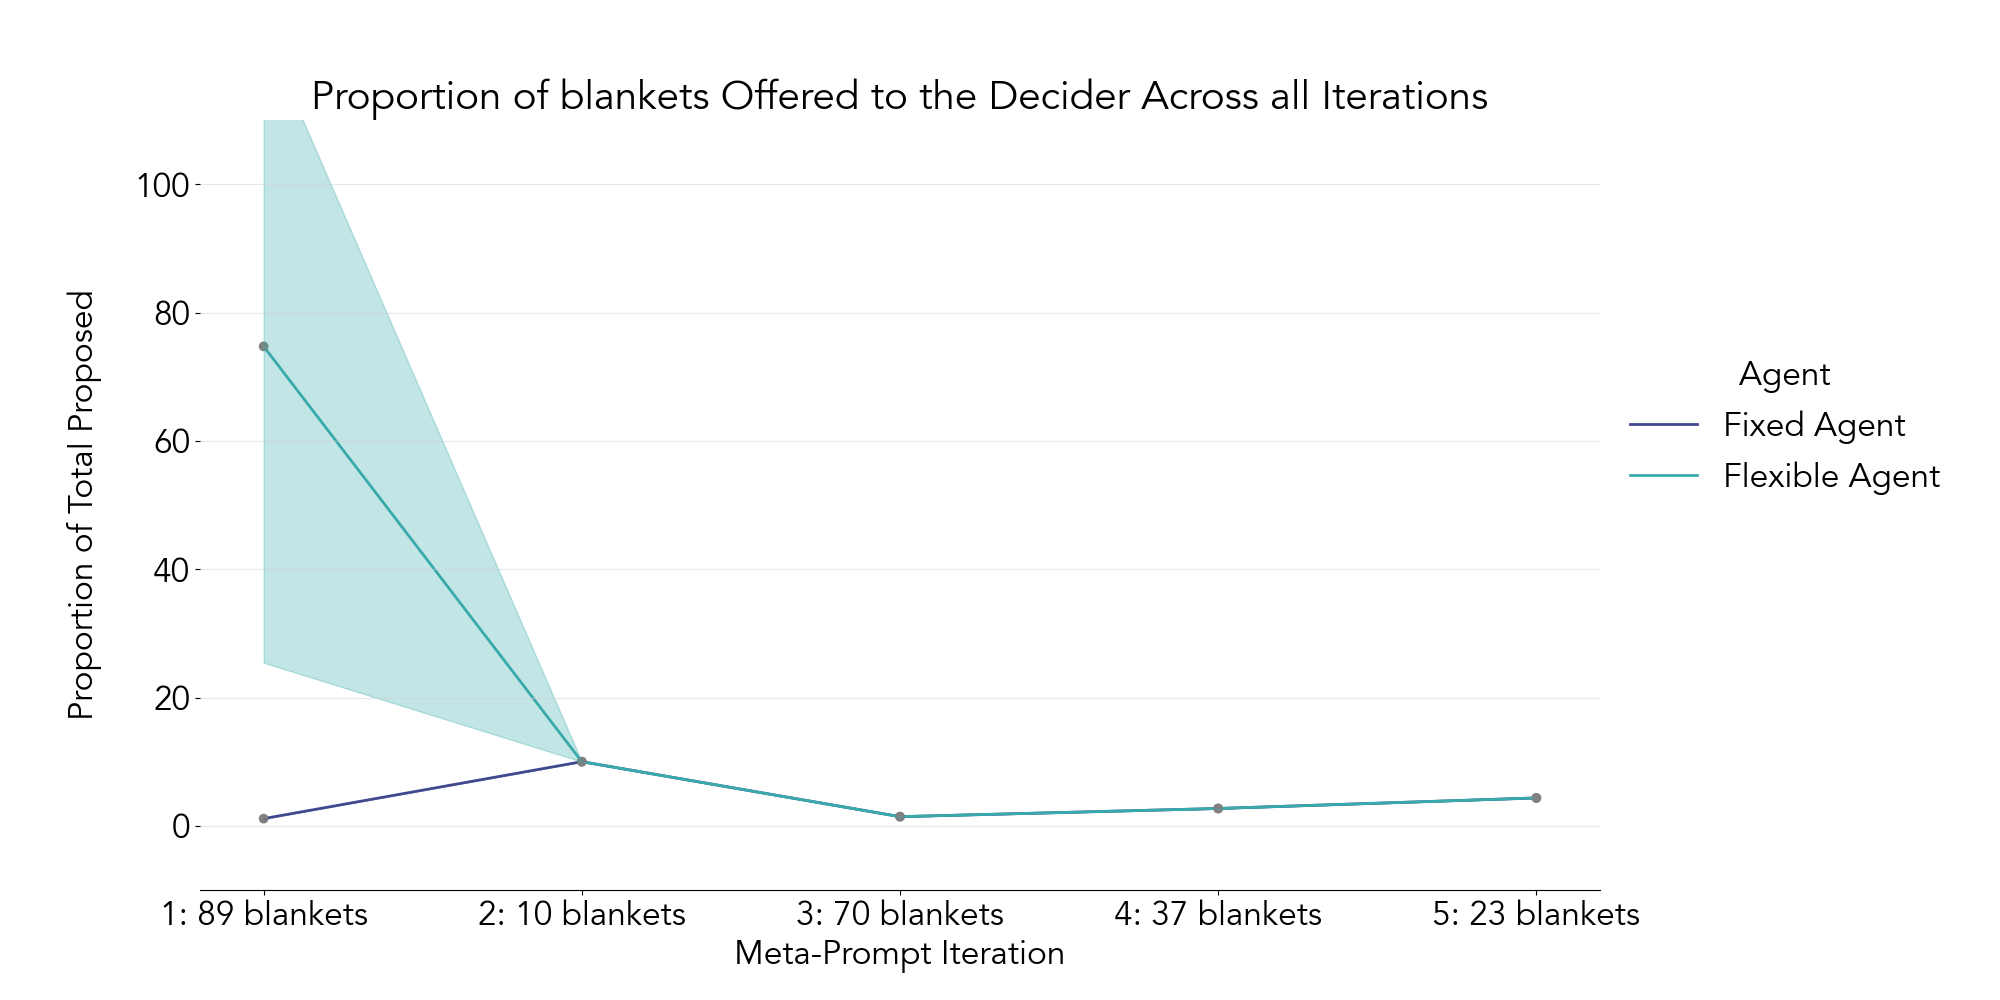 Proportion of blankets Offered to the Decider Across all Iterations
Proportion of Total Proposed
100
80
60
40
20
0
1: 89 blankets
2: 10 blankets
3: 70 blankets
4: 37 blankets
5: 23 blankets
Meta-Prompt Iteration
Agent
Fixed Agent
Flexible Agent